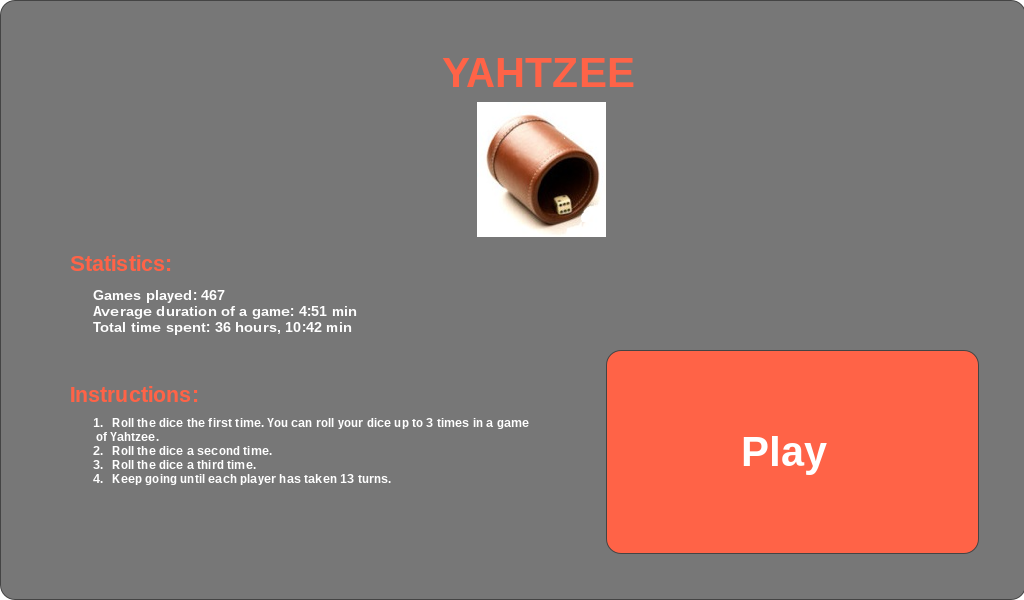 YAHTZEE
Statistics:
Games played: 467
Average duration of a game: 4:51 min
Total time spent: 36 hours, 10:42 min
Instructions:
1. Roll the dice the first time. You can roll your dice up to 3 times in a game
of Yahtzee.
2. Roll the dice a second time.
3. Roll the dice a third time.
4. Keep going until each player has taken 13 turns.
Play